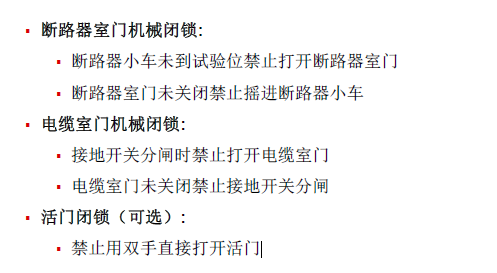 断路器室门机械闭锁:
断路器小车未到试验位禁止打开断路器室门
断路器室门未关闭禁止摇进断路器小车
电缆室门机械闭锁:
接地开关分闸时禁止打开电缆室门
电缆室门未关闭禁止接地开关分闸
活门闭锁（可选）:
禁止用双手直接打开活门